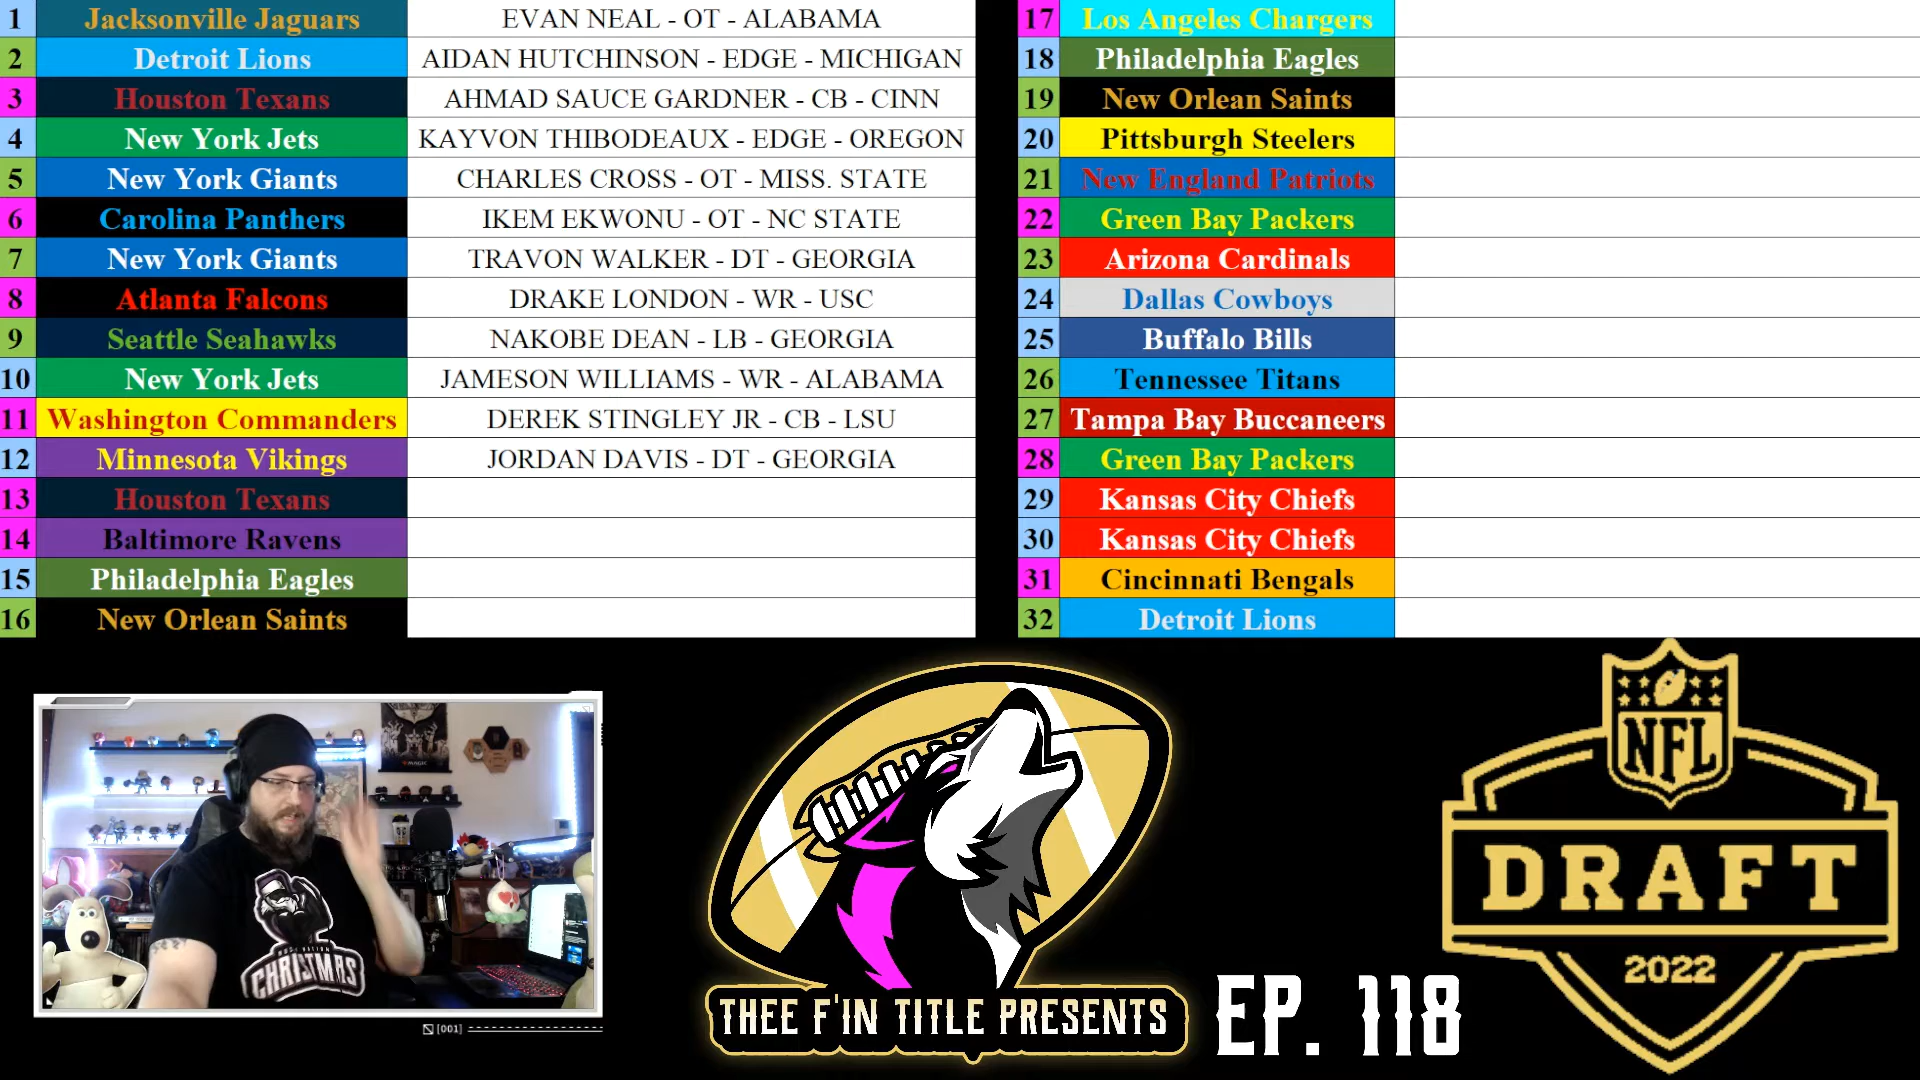 1 Jacksonville Jaguars EVAN NEAL - OT - ALABAMA
2 Detroit Lions AIDAN HUTCHINSON - EDGE - MICHIGAN
3 Houston Texans AHMAD SAUCE GARDNER - CB - CINN
4 New York Jets KAYVON THIBODEAUX - EDGE - OREGON
5 New York Giants CHARLES CROSS - OT - MISS. STATE
6 Carolina Panthers IKEM EKWONU - OT - NC STATE
7 New York Giants TRAVON WALKER - DT - GEORGIA
8 Atlanta Falcons DRAKE LONDON - WR - USC
9 Seattle Seahawks NAKOBE DEAN - LB - GEORGIA
10 New York Jets JAMESON WILLIAMS - WR - ALABAMA
11 Washington Commanders DEREK STINGLEY JR - CB - LSU
12 Minnesota Vikings JORDAN DAVIS - DT - GEORGIA
13 Houston Texans
14 Baltimore Ravens
15 Philadelphia Eagles
16 New Orlean Saints
17 Los Angeles Chargers
18 Philadelphia Eagles
19 New Orlean Saints
20 Pittsburgh Steelers
21 New England Patriots
22 Green Bay Packers
23 Arizona Cardinals
24 Dallas Cowboys
25 Buffalo Bills
26 Tennessee Titans
27 Tampa Bay Buccaneers
28 Green Bay Packers
29 Kansas City Chiefs
30 Kansas City Chiefs
31 Cincinnati Bengals
32 Detroit Lions
MAGIC
CHRISTMAS
[001]
THEE F'IN TITLE PRESENTS
EP. 118
NFL
DRAFT
2022